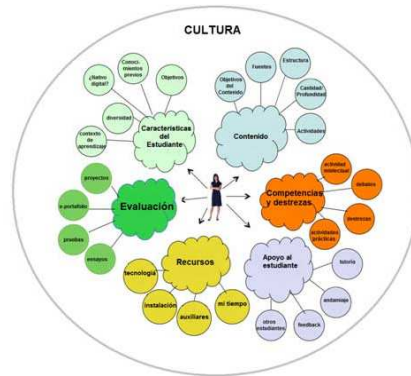 CULTURA
Conoci-
mientos
previos
¿Nativo
digital?
Objetivos
diversidad
contexto de
aprendizaje
Características
del
Estudiante
Fuentes
Estructura
Objetivos
del
Contenido
Cantidad/
Profundidad
Actividades
Contenido
proyectos
e-portafolio
pruebas
ensayos
Evaluación
actividad
intelectual
debates
destrezas
actividades
prácticas
Competencias
y destrezas
Recursos
tecnología
instalación
auxiliares
mi tiempo
Apoyo al
estudiante
tutoría
andamiaje
feedback
otros
estudiantes